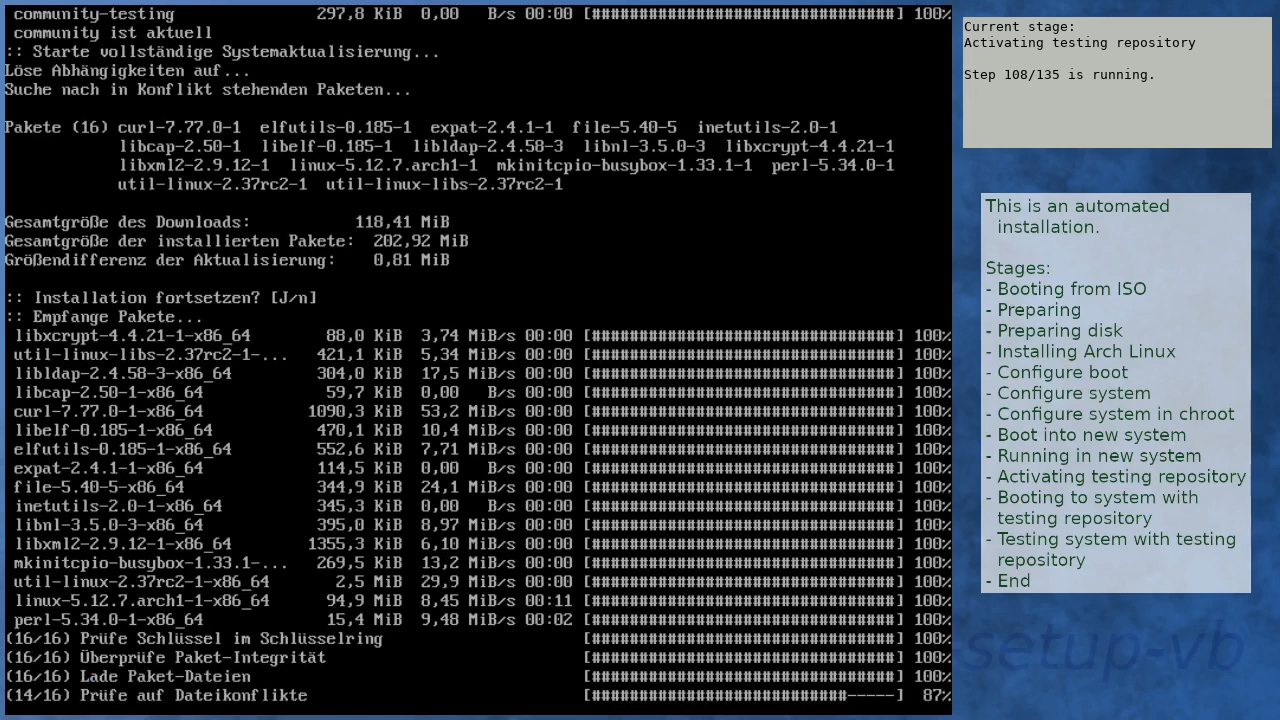 community-testing 297,8 KiB 0,00 B/s 00:00 [################################] 100%
community ist aktuell
:: Starte vollständige Systemaktualisierung...
Löse Abhängigkeiten auf...
Suche nach in Konflikt stehenden Paketen...
Pakete (16) curl-7.77.0-1 elfutils-0.185-1 expat-2.4.1-1 file-5.40-5 inetutils-2.0-1
libcap-2.50-1 libelf-0.185-1 libldap-2.4.58-3 libnl-3.5.0-3 libxcrypt-4.4.21-1
libxml2-2.9.12-1 linux-5.12.7.arch1-1 mkinitcpio-busybox-1.33.1-1 perl-5.34.0-1
util-linux-2.37rc2-1 util-linux-libs-2.37rc2-1
Gesamtgröße des Downloads: 118,41 MiB
Gesamtgröße der installierten Pakete: 202,92 MiB
Größendifferenz der Aktualisierung: 0,81 MiB
:: Installation fortsetzen? [J/n]
:: Empfange Pakete...
libxcrypt-4.4.21-1-x86_64 88,0 KiB 3,74 MiB/s 00:00 [################################] 100%
util-linux-libs-2.37rc2-1-... 421,1 KiB 5,34 MiB/s 00:00 [################################] 100%
libldap-2.4.58-3-x86_64 304,0 KiB 17,5 MiB/s 00:00 [################################] 100%
libcap-2.50-1-x86_64 59,7 KiB 0,00 B/s 00:00 [################################] 100%
curl-7.77.0-1-x86_64 1090,3 KiB 53,2 MiB/s 00:00 [################################] 100%
libelf-0.185-1-x86_64 470,1 KiB 10,4 MiB/s 00:00 [################################] 100%
elfutils-0.185-1-x86_64 552,6 KiB 7,71 MiB/s 00:00 [################################] 100%
expat-2.4.1-1-x86_64 114,5 KiB 0,00 B/s 00:00 [################################] 100%
file-5.40-5-x86_64 344,9 KiB 24,1 MiB/s 00:00 [################################] 100%
inetutils-2.0-1-x86_64 345,3 KiB 0,00 B/s 00:00 [################################] 100%
libnl-3.5.0-3-x86_64 395,0 KiB 8,97 MiB/s 00:00 [################################] 100%
libxml2-2.9.12-1-x86_64 1355,3 KiB 6,10 MiB/s 00:00 [################################] 100%
mkinitcpio-busybox-1.33.1-... 269,5 KiB 13,2 MiB/s 00:00 [################################] 100%
util-linux-2.37rc2-1-x86_64 2,5 MiB 29,9 MiB/s 00:00 [################################] 100%
linux-5.12.7.arch1-1-x86_64 94,9 MiB 8,45 MiB/s 00:11 [################################] 100%
perl-5.34.0-1-x86_64 15,4 MiB 9,48 MiB/s 00:02 [################################] 100%
(16/16) Prüfe Schlüssel im Schlüsselring [################################] 100%
(16/16) Überprüfe Paket-Integrität [################################] 100%
(16/16) Lade Paket-Dateien [################################] 100%
(14/16) Prüfe auf Dateikonflikte [###########################-----] 87%
Current stage:
Activating testing repository
Step 108/135 is running.
This is an automated
installation.
Stages:
- Booting from ISO
- Preparing
- Preparing disk
- Installing Arch Linux
- Configure boot
- Configure system
- Configure system in chroot
- Boot into new system
- Running in new system
- Activating testing repository
- Booting to system with
testing repository
- Testing system with testing
repository
- End
setup-vb